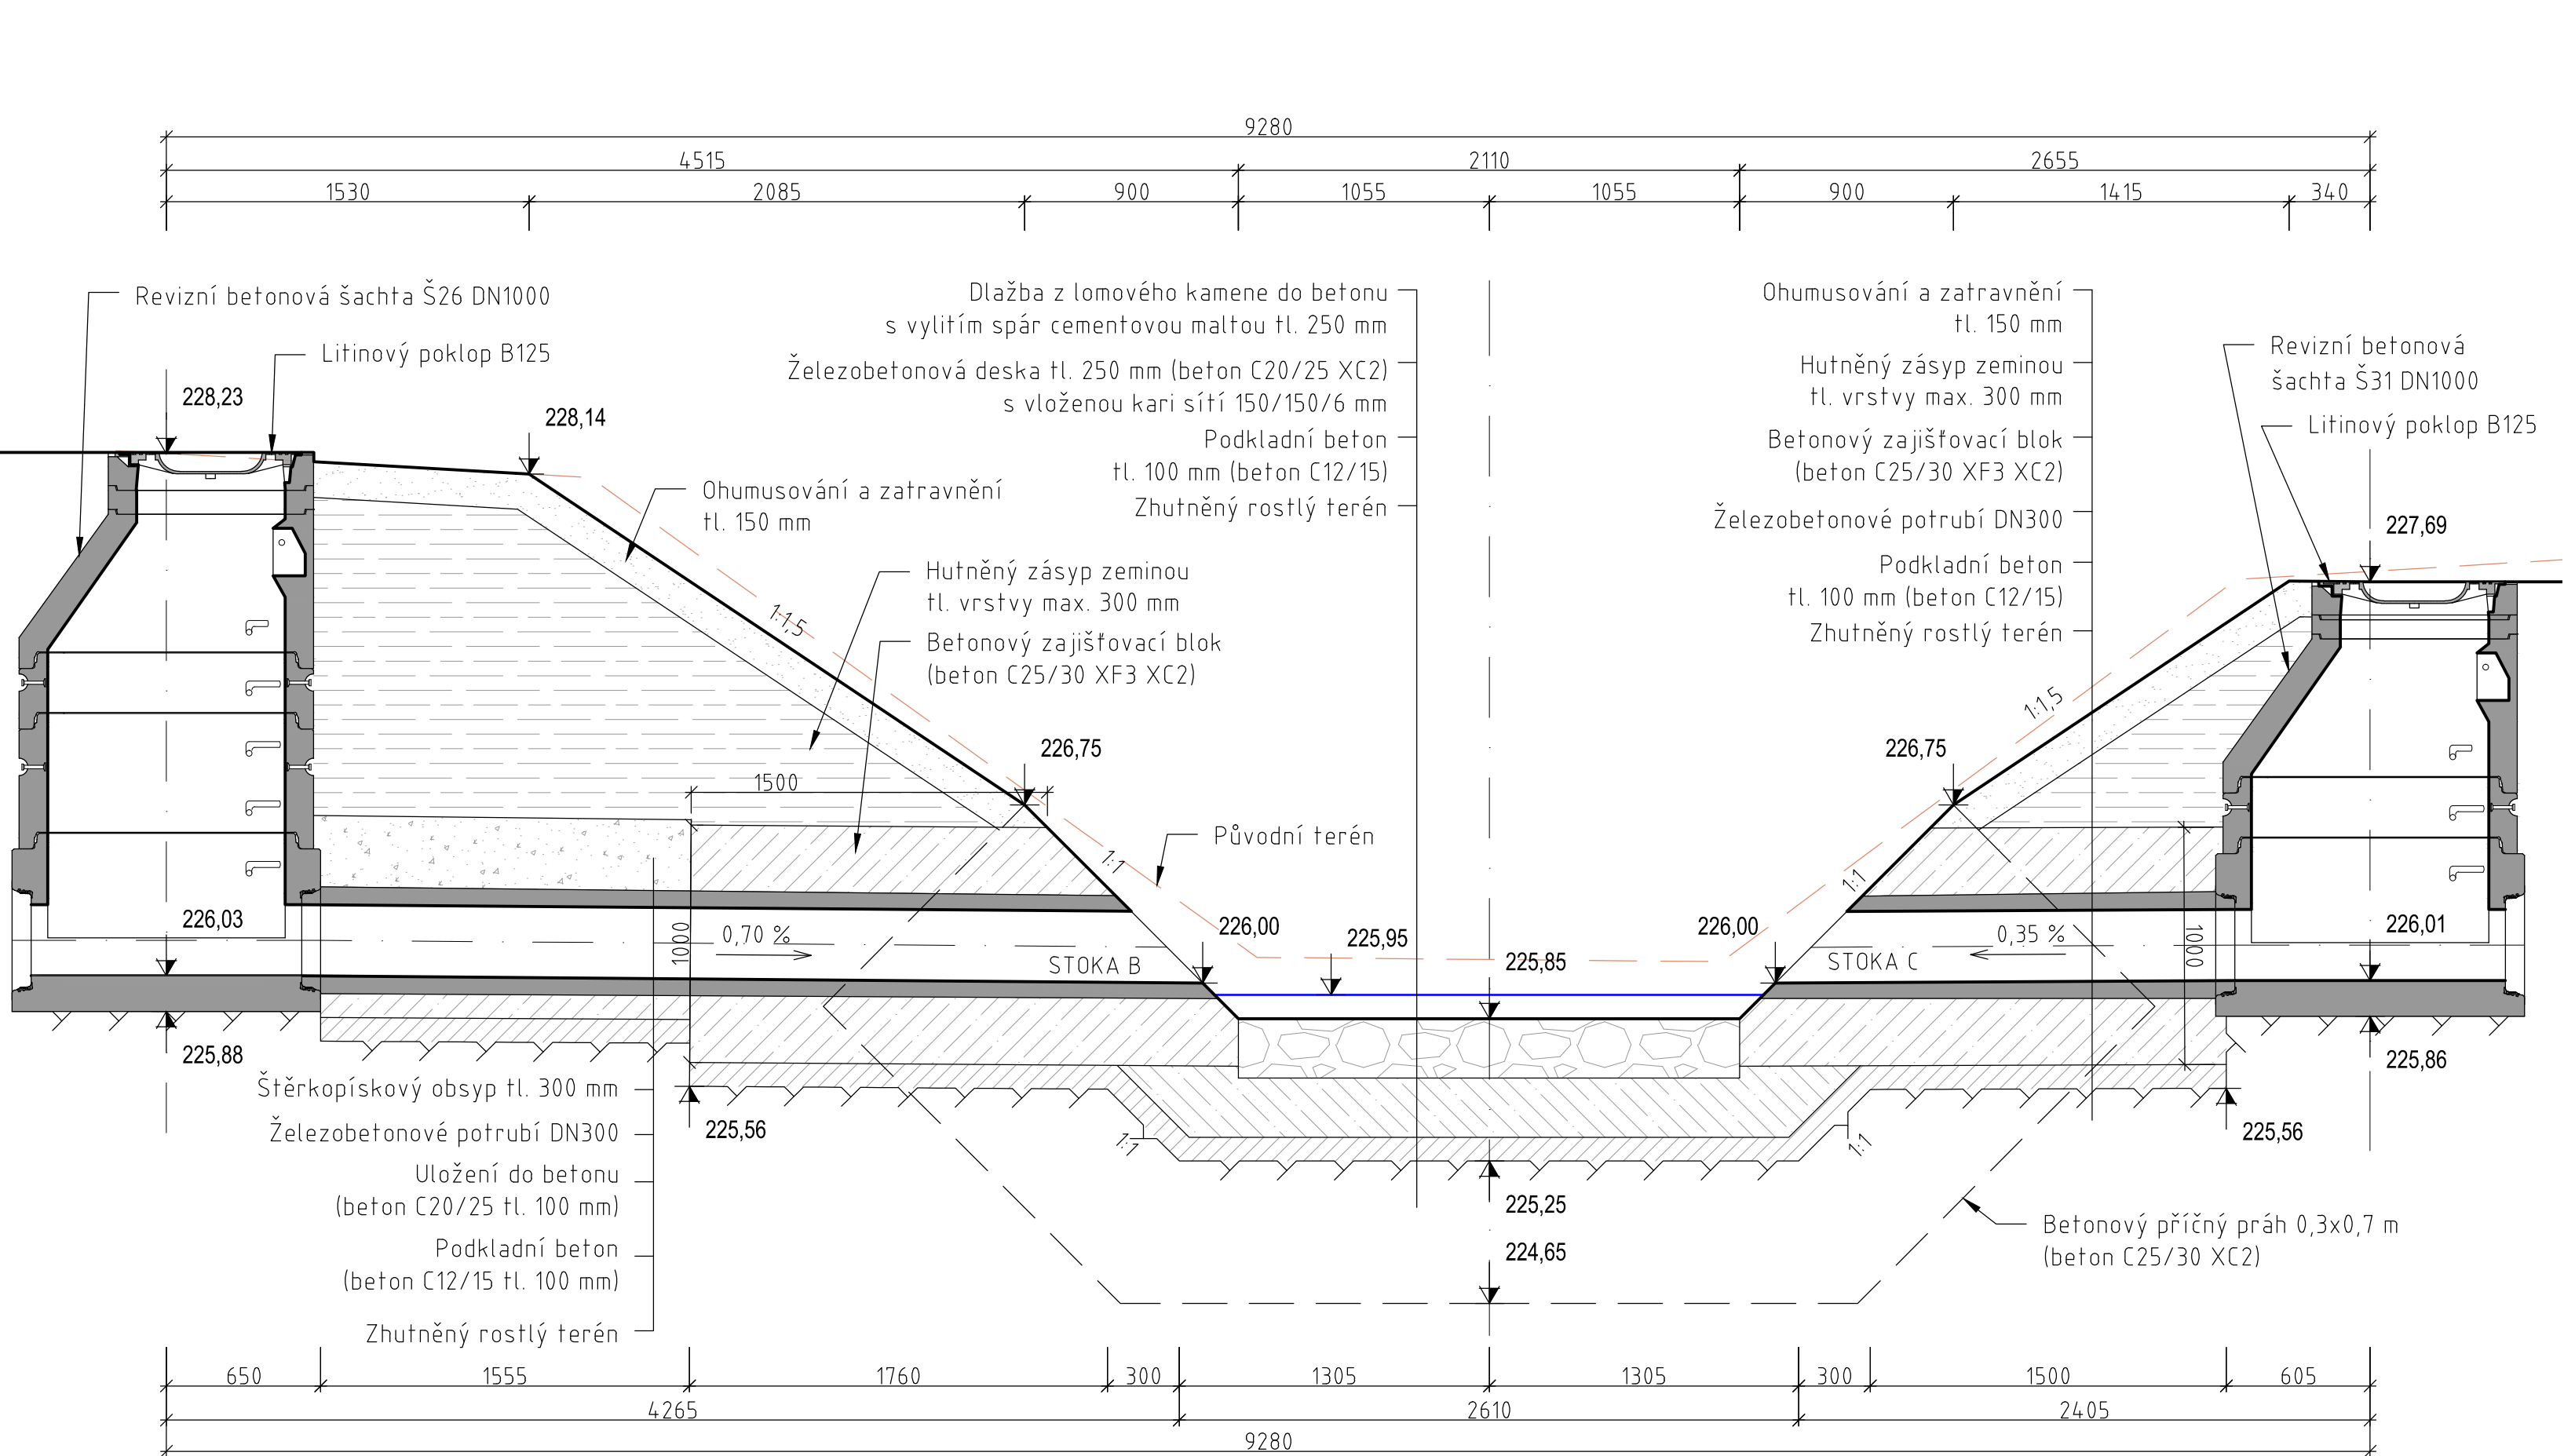 9280
4515 2110 2655
1530 2085 900 1055 1055 900 1415 340
Revizní betonová šachta Š26 DN1000
Litinový poklop B125
228,23
228,14
Ohumusování a zatravnění
tl. 150 mm
Hutněný zásyp zeminou
tl. vrstvy max. 300 mm
Betonový zajišťovací blok
(beton C25/30 XF3 XC2)
1:1,5
226,75
1500
1:1
Původní terén
Dlažba z lomového kamene do betonu
s vylitím spár cementovou maltou tl. 250 mm
Železobetonová deska tl. 250 mm (beton C20/25 XC2)
s vloženou kari sítí 150/150/6 mm
Podkladní beton
tl. 100 mm (beton C12/15)
Zhutněný rostlý terén
Ohumusování a zatravnění
tl. 150 mm
Hutněný zásyp zeminou
tl. vrstvy max. 300 mm
Betonový zajišťovací blok
(beton C25/30 XF3 XC2)
Železobetonové potrubí DN300
Podkladní beton
tl. 100 mm (beton C12/15)
Zhutněný rostlý terén
Revizní betonová
šachta Š31 DN1000
Litinový poklop B125
227,69
1:1,5
226,75
1:1
226,03
1000
0,70 %
STOKA B
226,00
225,95
225,85
226,00
STOKA C
0,35 %
1000
226,01
225,88
225,56
1:1
225,25
224,65
1:1
225,56
225,86
Štěrkopískový obsyp tl. 300 mm
Železobetonové potrubí DN300
Uložení do betonu
(beton C20/25 tl. 100 mm)
Podkladní beton
(beton C12/15 tl. 100 mm)
Zhutněný rostlý terén
Betonový příčný práh 0,3x0,7 m
(beton C25/30 XC2)
650 1555 1760 300 1305 1305 300 1500 605
4265 2610 2405
9280